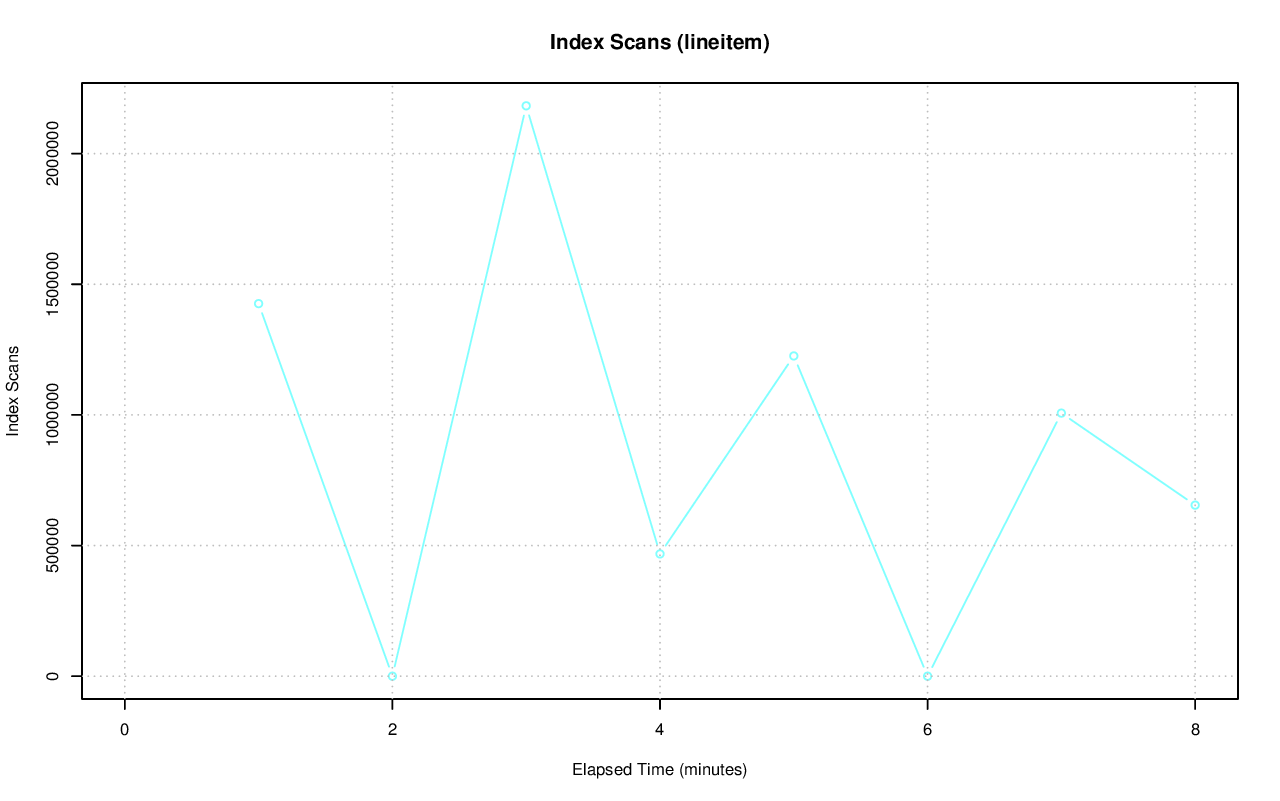 Index Scans (lineitem)
Index Scans
2000000
1500000
1000000
500000
0
0 2 4 6 8
Elapsed Time (minutes)